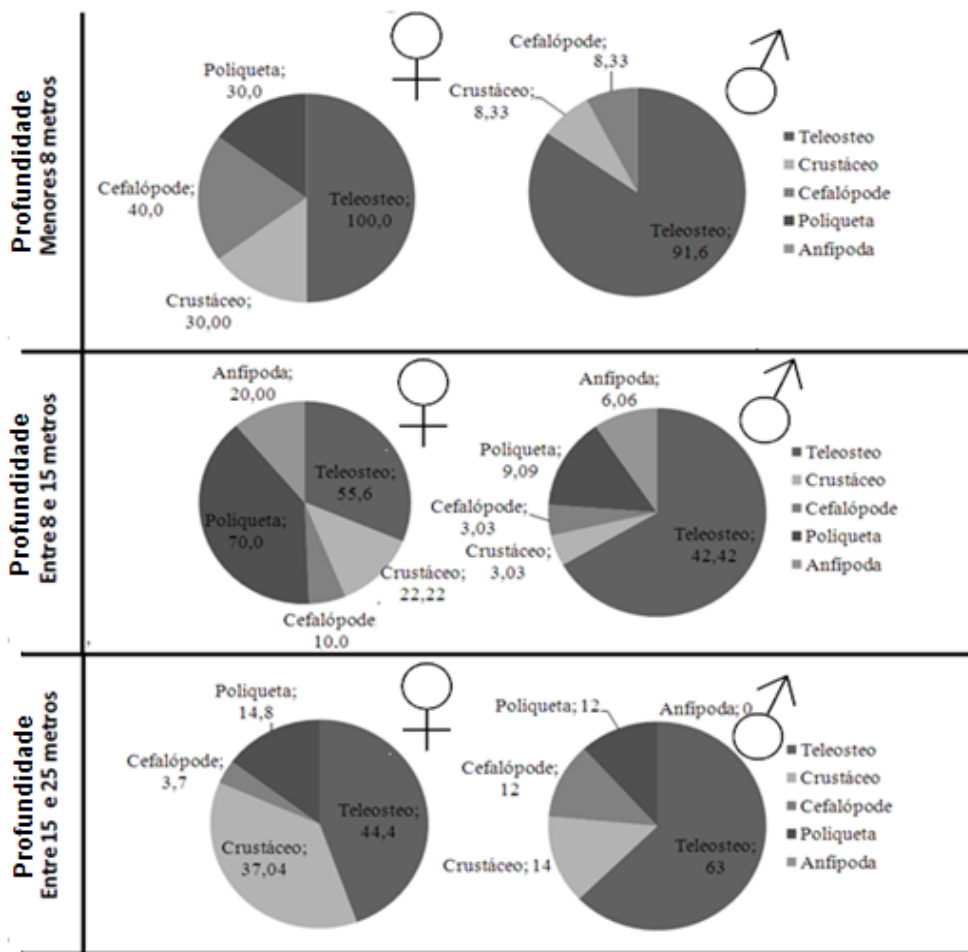 Profundidade
Menores 8 metros
Poliqueta;
30,0
Cefalópode;
40,0
Crustáceo;
30,00
Teleosteo;
100,0
Cefalópode;
8,33
Crustáceo;
8,33
Teleosteo;
91,6
Teleosteo
Crustáceo
Cefalópode
Poliqueta
Anfípoda
Profundidade
Entre 8 e 15 metros
Anfípoda;
20,00
Teleosteo;
55,6
Poliqueta;
70,0
Crustáceo;
22,22
Cefalópode
10,0
Anfípoda;
6,06
Poliqueta;
9,09
Cefalópode;
3,03
Crustáceo;
3,03
Teleosteo;
42,42
Teleosteo
Crustáceo
Cefalópode
Poliqueta
Anfípoda
Profundidade
Entre 15 e 25 metros
Poliqueta;
14,8
Cefalópode;
3,7
Crustáceo;
37,04
Teleosteo;
44,4
Poliqueta; 12
Anfípoda; 0
Cefalópode;
12
Crustáceo; 14
Teleosteo;
63
Teleosteo
Crustáceo
Cefalópode
Poliqueta
Anfípoda